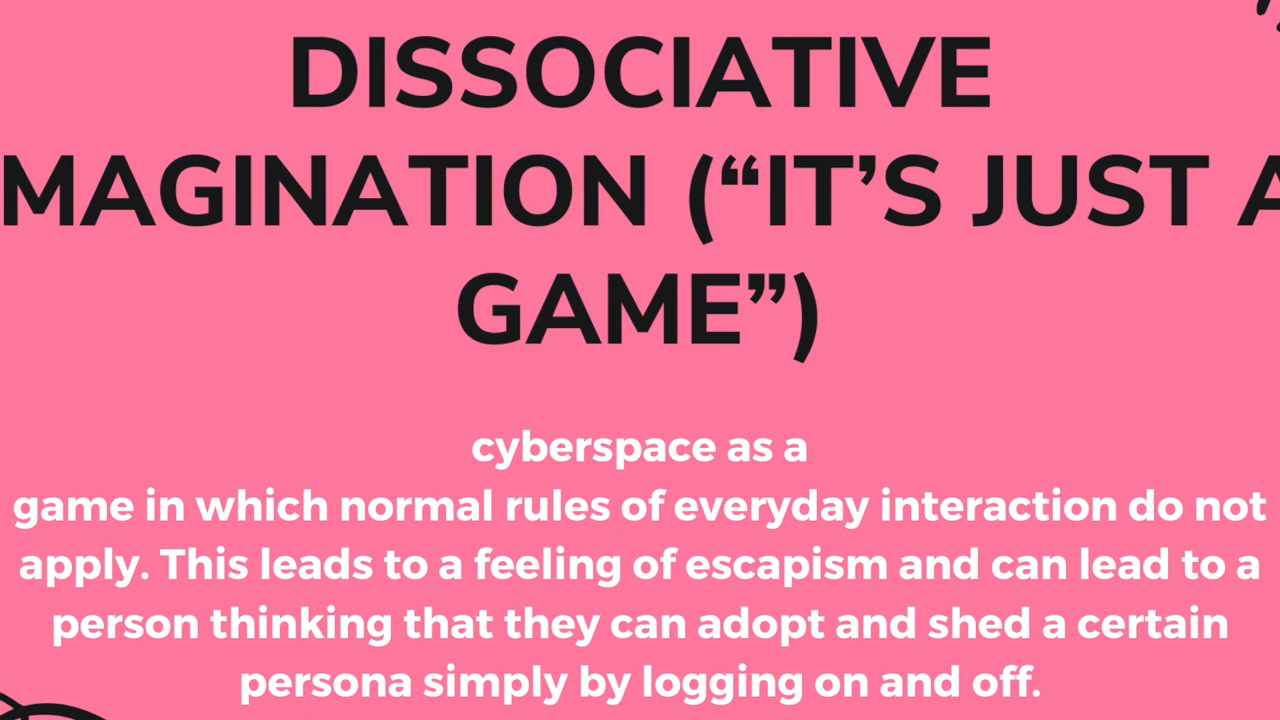 DISSOCIATIVE
MAGINATION (“IT’S JUST A
GAME”)
cyberspace as a
game in which normal rules of everyday interaction do not
apply. This leads to a feeling of escapism and can lead to a
person thinking that they can adopt and shed a certain
persona simply by logging on and off.